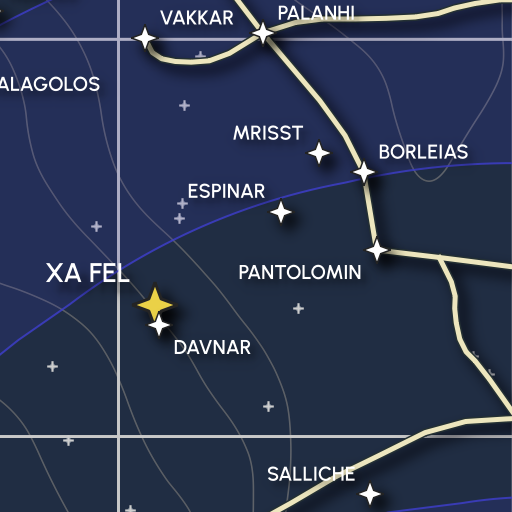 VAKKAR
PALANHI
ALAGOLOS
MRISST
BORLEIAS
ESPINAR
XA FEL
PANTOLOMIN
DAVNAR
SALLICHE